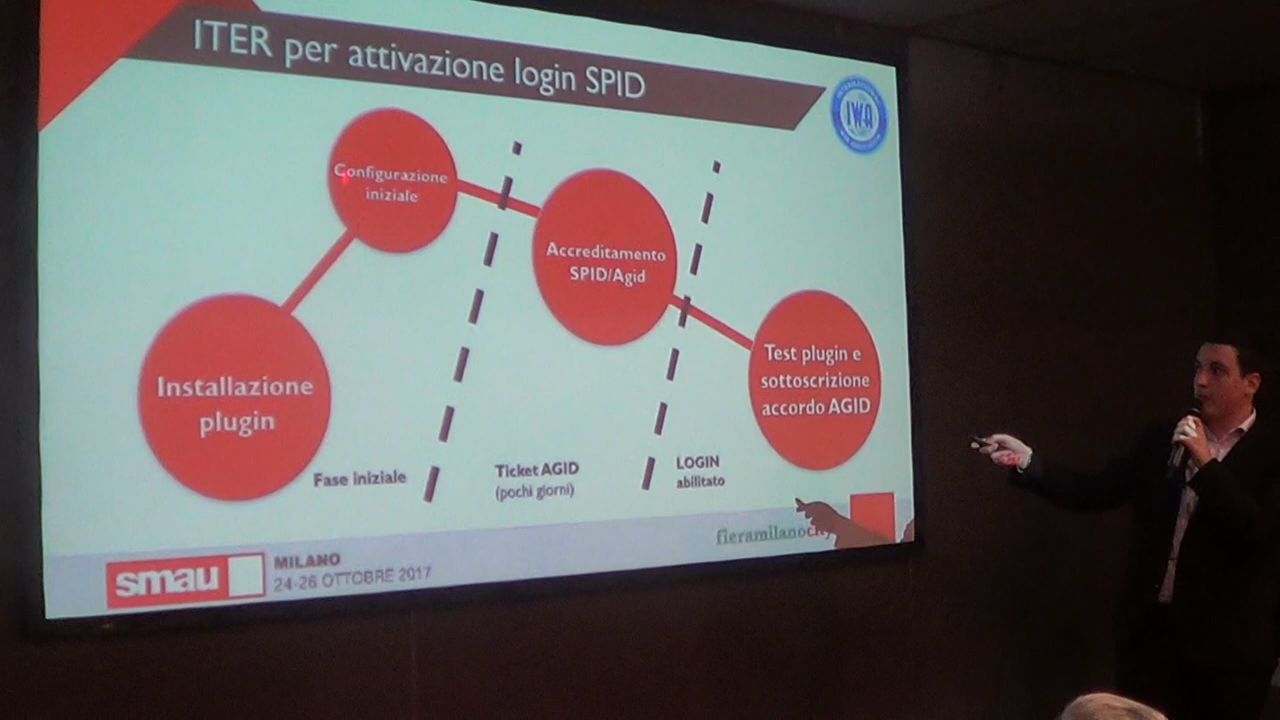 ITER per attivazione login SPID
IWA
Configurazione
iniziale
Accreditamento
SPID/Agid
Installazione
plugin
Test plugin e
sottoscrizione
accordo AGID
Fase iniziale
Ticket AGID
(pochi giorni)
LOGIN
abilitato
fieramilanocity
smau
MILANO
24-26 OTTOBRE 2017